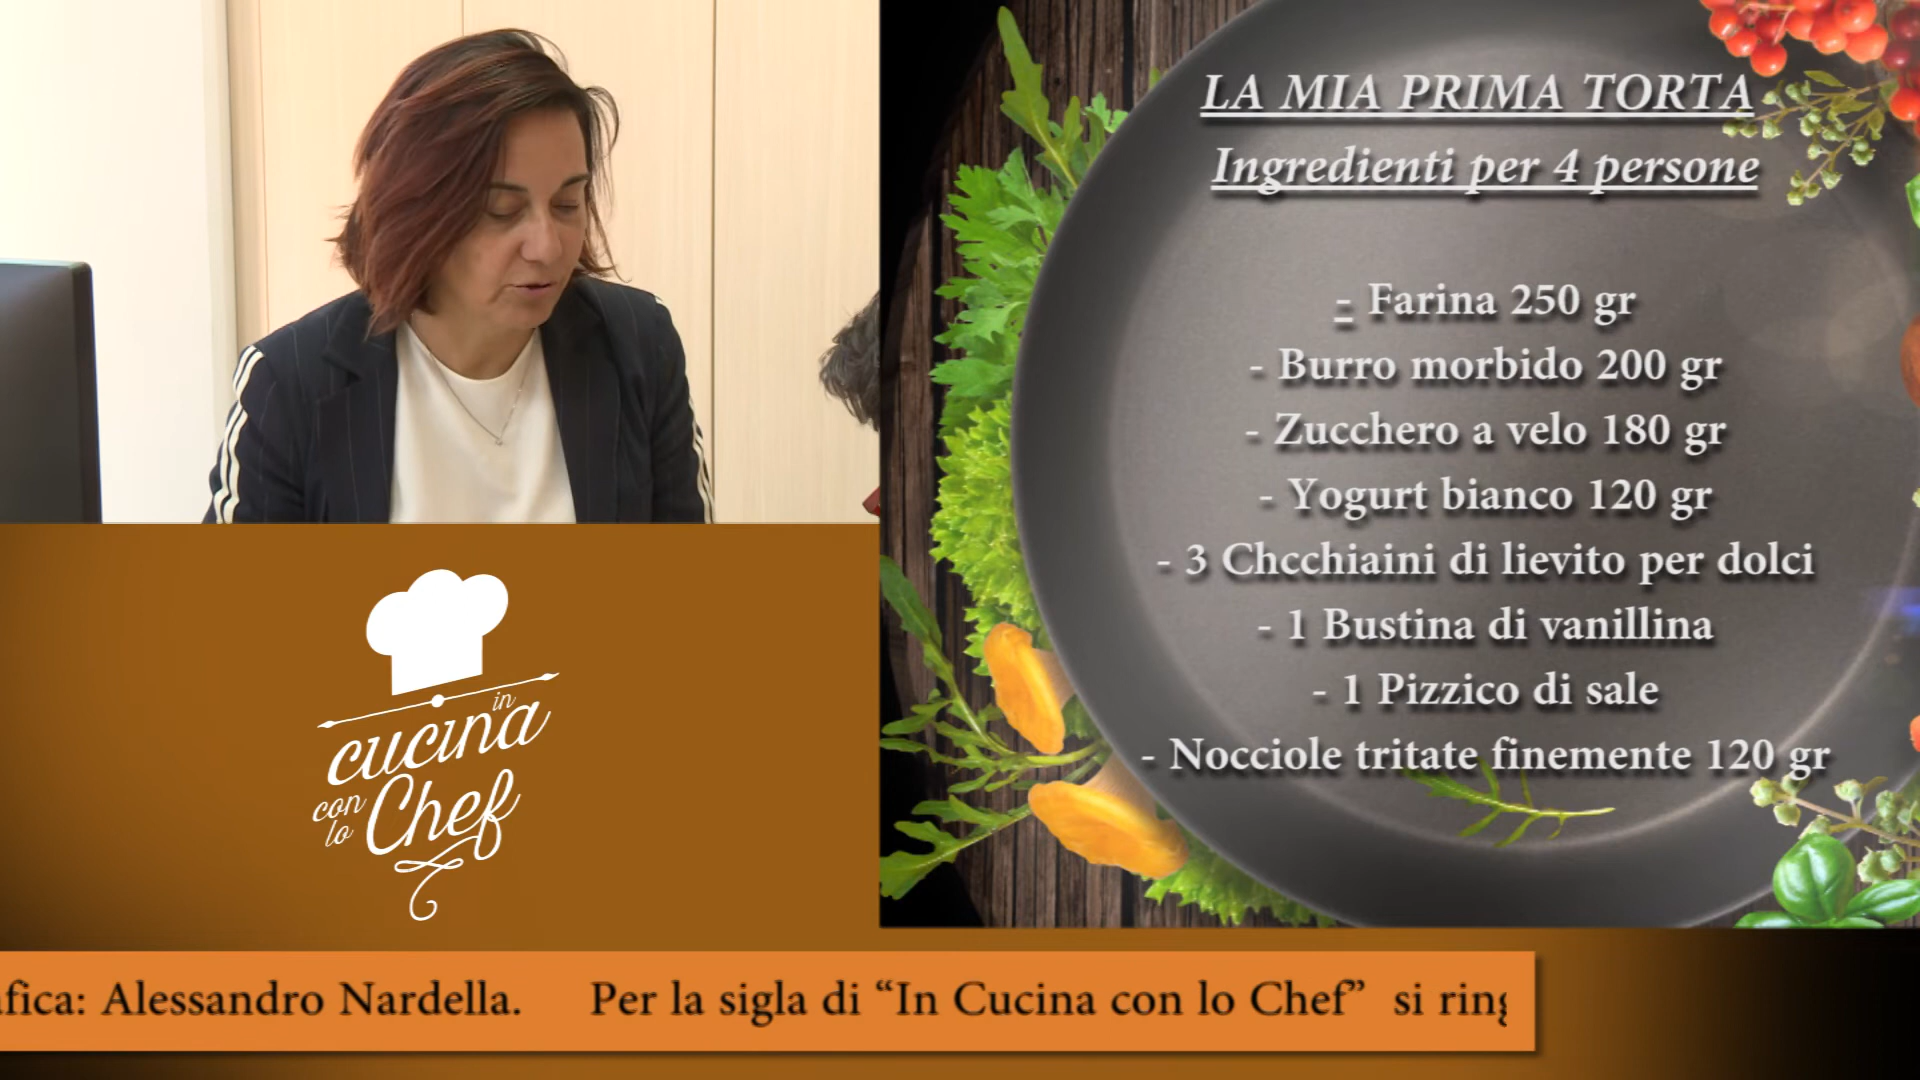 LA MIA PRIMA TORTA
Ingredienti per 4 persone
- Farina 250 gr
- Burro morbido 200 gr
- Zucchero a velo 180 gr
- Yogurt bianco 120 gr
- 3 Chcchiaini di lievito per dolci
- 1 Bustina di vanillina
- 1 Pizzico di sale
- Nocciole tritate finemente 120 gr
in
cucina
con
lo
Chef
Alessandro Nardella. Per la sigla di “In Cucina con lo Chef” si